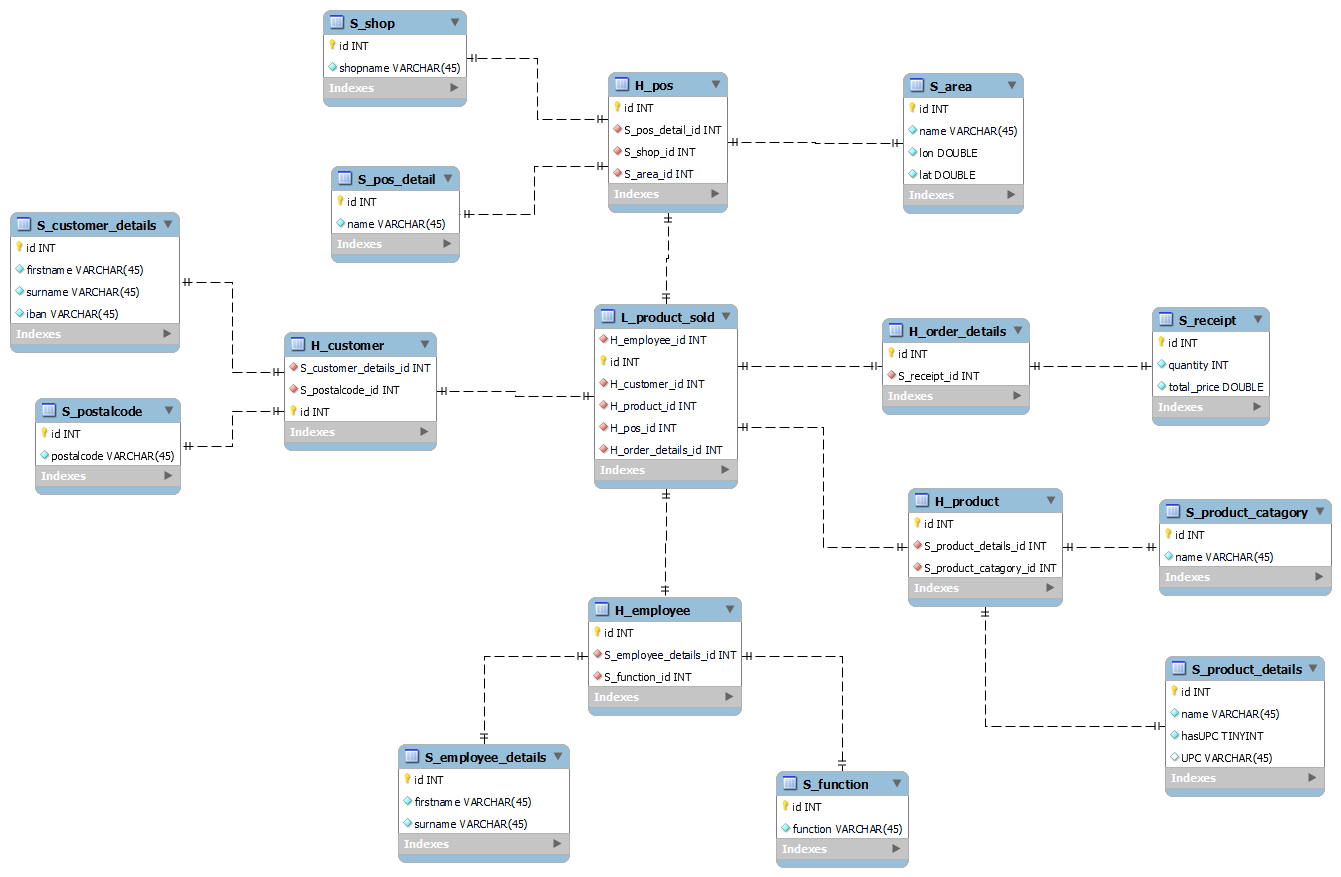 S_shop
id INT
shopname VARCHAR(45)
Indexes
H_pos
id INT
S_pos_detail_id INT
S_shop_id INT
S_area_id INT
Indexes
S_area
id INT
name VARCHAR(45)
lon DOUBLE
lat DOUBLE
Indexes
S_pos_detail
id INT
name VARCHAR(45)
Indexes
S_customer_details
id INT
firstname VARCHAR(45)
surname VARCHAR(45)
iban VARCHAR(45)
Indexes
H_customer
S_customer_details_id INT
S_postalcode_id INT
id INT
Indexes
S_postalcode
id INT
postalcode VARCHAR(45)
Indexes
L_product_sold
H_employee_id INT
id INT
H_customer_id INT
H_product_id INT
H_pos_id INT
H_order_details_id INT
Indexes
H_order_details
id INT
S_receipt_id INT
Indexes
S_receipt
id INT
quantity INT
total_price DOUBLE
Indexes
H_product
id INT
S_product_details_id INT
S_product_catagory_id INT
Indexes
S_product_catagory
id INT
name VARCHAR(45)
Indexes
S_product_details
id INT
name VARCHAR(45)
hasUPC TINYINT
UPC VARCHAR(45)
Indexes
H_employee
id INT
S_employee_details_id INT
S_function_id INT
Indexes
S_employee_details
id INT
firstname VARCHAR(45)
surname VARCHAR(45)
Indexes
S_function
id INT
function VARCHAR(45)
Indexes